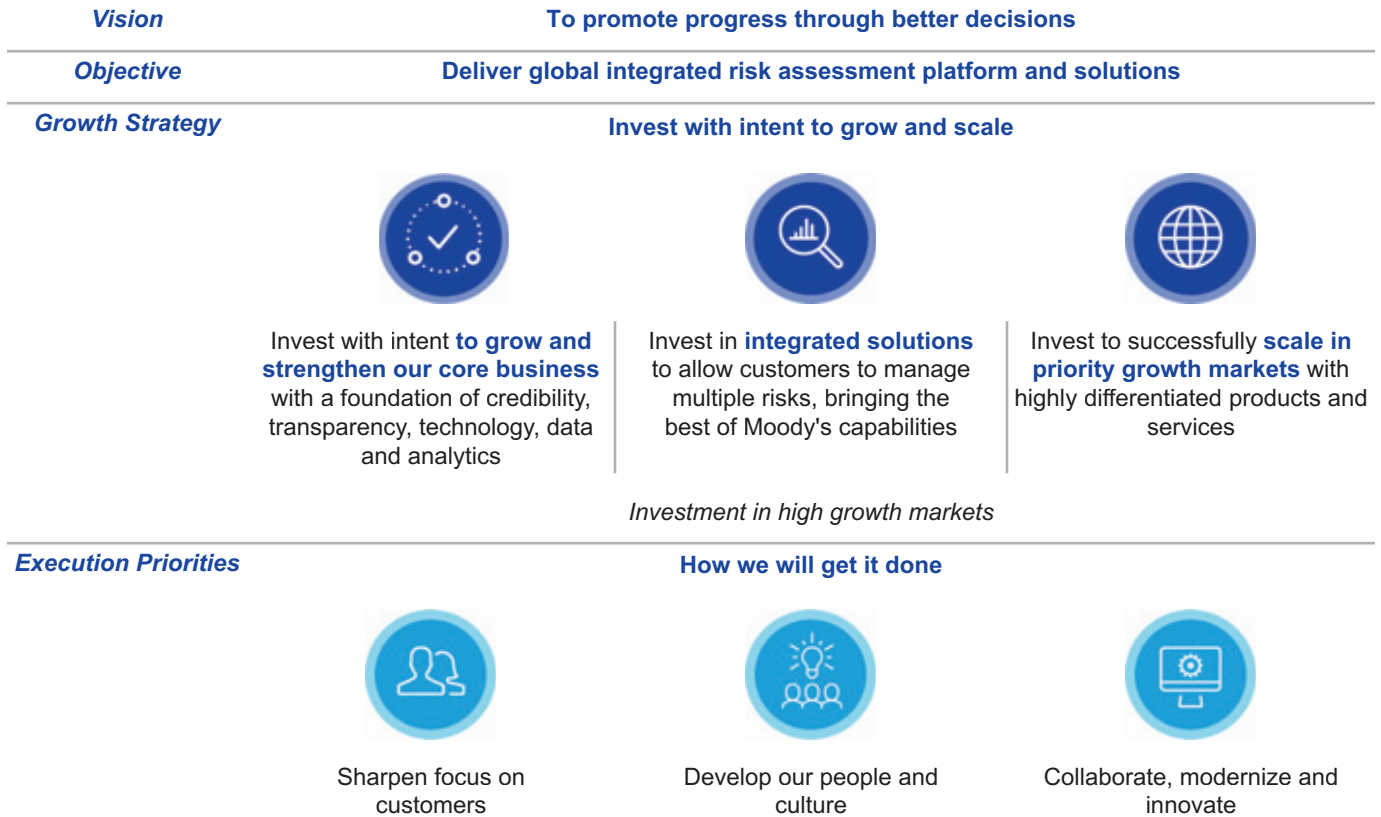 Vision
To promote progress through better decisions
Objective
Deliver global integrated risk assessment platform and solutions
Growth Strategy
Invest with intent to grow and scale
Invest with intent to grow and
strengthen our core business
with a foundation of credibility,
transparency, technology, data
and analytics
Invest in integrated solutions
to allow customers to manage
multiple risks, bringing the
best of Moody's capabilities
Invest to successfully scale in
priority growth markets with
highly differentiated products and
services
Investment in high growth markets
Execution Priorities
How we will get it done
Sharpen focus on
customers
Develop our people and
culture
Collaborate, modernize and
innovate